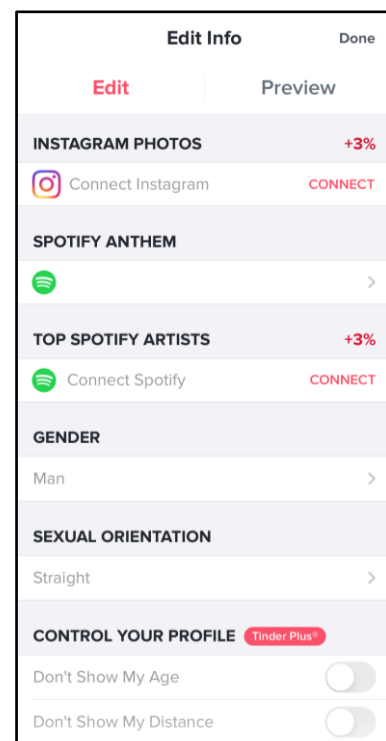 Edit Info Done
Edit Preview
INSTAGRAM PHOTOS +3%
Connect Instagram CONNECT
SPOTIFY ANTHEM
TOP SPOTIFY ARTISTS +3%
Connect Spotify CONNECT
GENDER
Man
SEXUAL ORIENTATION
Straight
CONTROL YOUR PROFILE Tinder Plus®
Don't Show My Age
Don't Show My Distance